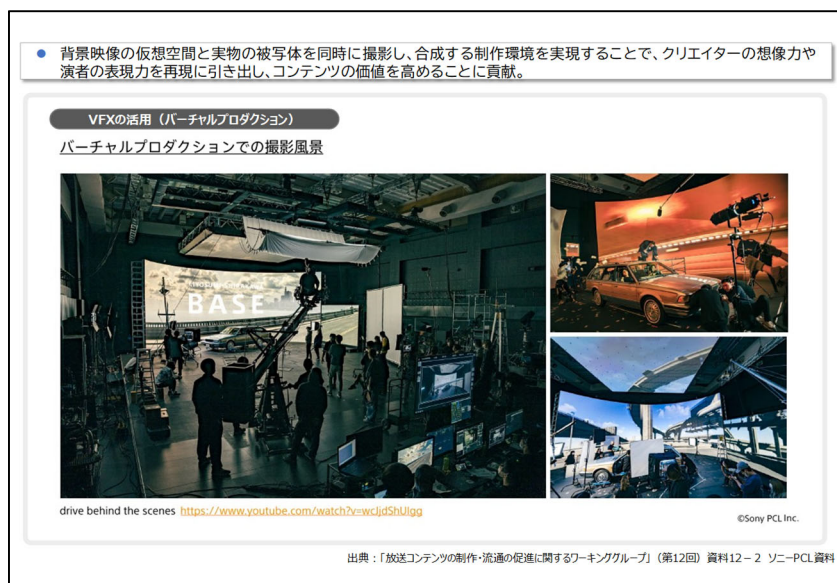 ● 背景映像の仮想空間と実物の被写体を同時に撮影し、合成する制作環境を実現することで、クリエイターの想像力や
演者の表現力を再現に引き出し、コンテンツの価値を高めることに貢献。
VFXの活用（バーチャルプロダクション）
バーチャルプロダクションでの撮影風景
BASE
drive behind the scenes https://www.youtube.com/watch?v=wcJjdShUIgg
©Sony PCL Inc.
出典：「放送コンテンツの制作・流通の促進に関するワーキンググループ」（第12回）資料12－2 ソニーPCL資料